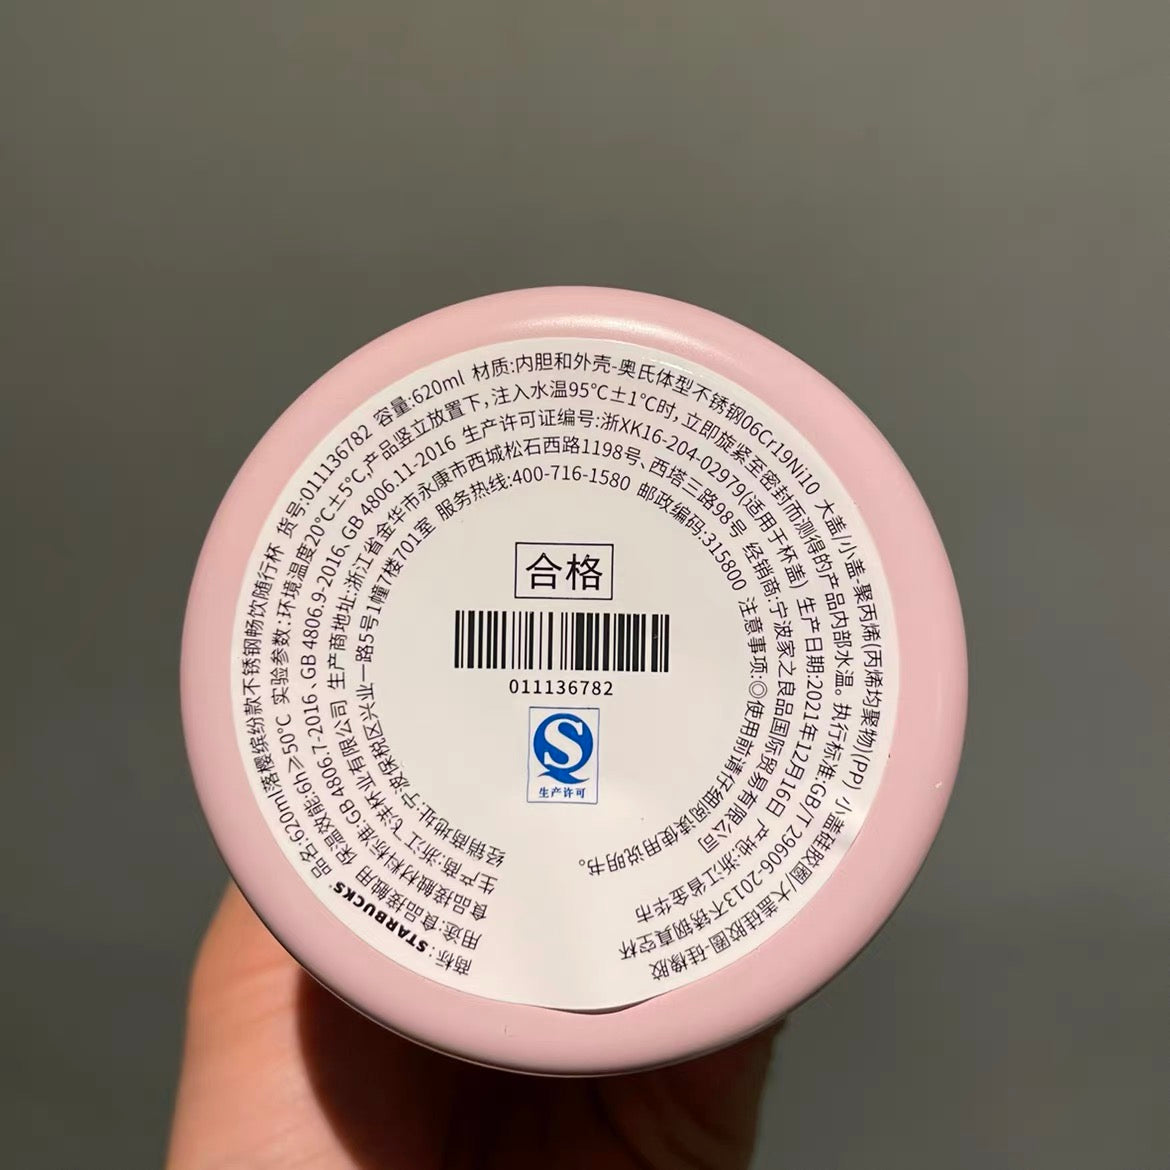 商标: STARBUCKS 品名:620ml落樱缤纷款不锈钢畅饮随行杯 货号:011136782 容量:620ml 材质:内胆和外壳-奥氏体型不锈钢06Cr19Ni10 大盖/小盖-聚丙烯(丙烯均聚物)(PP) 小盖硅胶圈/大盖硅胶圈-硅橡胶
用途:食品接触用 保温效能:6h≥50℃ 实验参数:环境温度20℃±5℃,产品竖立放置下,注入水温95℃±1℃时,立即旋紧至密封而测得的产品内部水温。执行标准:GB/T 29606-2013不锈钢真空杯
食品接触材料标准:GB 4806.7-2016、GB 4806.9-2016、GB 4806.11-2016 生产许可证编号:浙XK16-204-02979(适用于杯盖) 生产日期:2021年12月16日 产地:浙江省金华市
生产商:浙江飞洋杯业有限公司 生产商地址:浙江省金华市永康市西城松石西路1198号、西塔三路98号 经销商:宁波家之良品国际贸易有限公司
经销商地址:宁波保税区兴业一路5号1幢7楼701室 服务热线:400-716-1580 邮政编码:315800 注意事项:◎使用前请仔细阅读使用说明书。
合格
011136782
生产许可